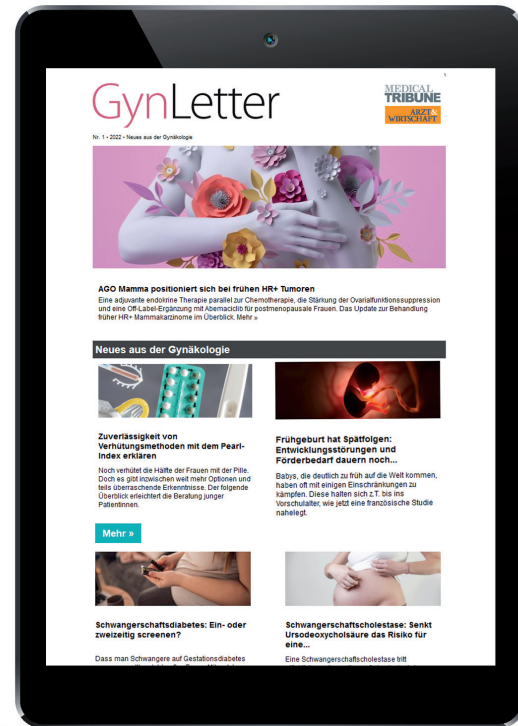 GynLetter
MEDICAL
TRIBUNE
ARZT&
WIRTSCHAFT
Nr. 1 • 2022 • Neues aus der Gynäkologie
AGO Mamma positioniert sich bei frühen HR+ Tumoren
Eine adjuvante endokrine Therapie parallel zur Chemotherapie, die Stärkung der Ovarialfunktionssuppression
und eine Off-Label-Ergänzung mit Abemaciclib für postmenopausale Frauen. Das Update zur Behandlung
früher HR+ Mammakarzinome im Überblick. Mehr »
Neues aus der Gynäkologie
Zuverlässigkeit von
Verhütungsmethoden mit dem Pearl-
Index erklären
Noch verhütet die Hälfte der Frauen mit der Pille.
Doch es gibt inzwischen weit mehr Optionen und
teils überraschende Erkenntnisse. Der folgende
Überblick erleichtert die Beratung junger
Patientinnen.
Mehr »
Frühgeburt hat Spätfolgen:
Entwicklungsstörungen und
Förderbedarf dauern noch...
Babys, die deutlich zu früh auf die Welt kommen,
haben oft mit einigen Einschränkungen zu
kämpfen. Diese halten sich z.T. bis ins
Vorschulalter, wie jetzt eine französische Studie
nahelegt.
Schwangerschaftsdiabetes: Ein- oder
zweizeitig screenen?
Dass man Schwangere auf Gestationsdiabetes
Schwangerschaftscholestase: Senkt
Ursodeoxycholsäure das Risiko für
eine...
Eine Schwangerschaftscholestase tritt